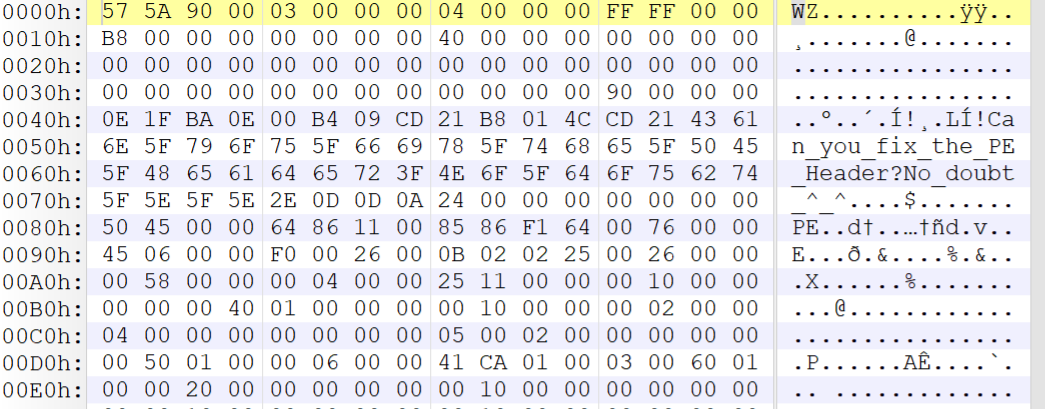 0000h: 57 5A 90 00 03 00 00 00 04 00 00 00 FF FF 00 00 WZ..........ÿÿ..
0010h: B8 00 00 00 00 00 00 00 40 00 00 00 00 00 00 00 ¸.......@.......
0020h: 00 00 00 00 00 00 00 00 00 00 00 00 00 00 00 00 ................
0030h: 00 00 00 00 00 00 00 00 00 00 00 00 90 00 00 00 ................
0040h: 0E 1F BA 0E 00 B4 09 CD 21 B8 01 4C CD 21 43 61 ..º..´.Í!¸.LÍ!Ca
0050h: 6E 5F 79 6F 75 5F 66 69 78 5F 74 68 65 5F 50 45 n_you_fix_the_PE
0060h: 5F 48 65 61 64 65 72 3F 4E 6F 5F 64 6F 75 62 74 _Header?No_doubt
0070h: 5F 5E 5F 5E 2E 0D 0D 0A 24 00 00 00 00 00 00 00 _^_^....$.......
0080h: 50 45 00 00 64 86 11 00 85 86 F1 64 00 76 00 00 PE..d†..…†ñd.v..
0090h: 45 06 00 00 F0 00 26 00 0B 02 02 25 00 26 00 00 E...ð.&....%.&..
00A0h: 00 58 00 00 00 04 00 00 25 11 00 00 00 10 00 00 .X......%.......
00B0h: 00 00 00 40 01 00 00 00 00 10 00 00 00 02 00 00 ...@............
00C0h: 04 00 00 00 00 00 00 00 05 00 02 00 00 00 00 00 ................
00D0h: 00 50 01 00 00 06 00 00 41 CA 01 00 03 00 60 01 .P......AÊ....`.
00E0h: 00 00 20 00 00 00 00 00 00 10 00 00 00 00 00 00 .. .............